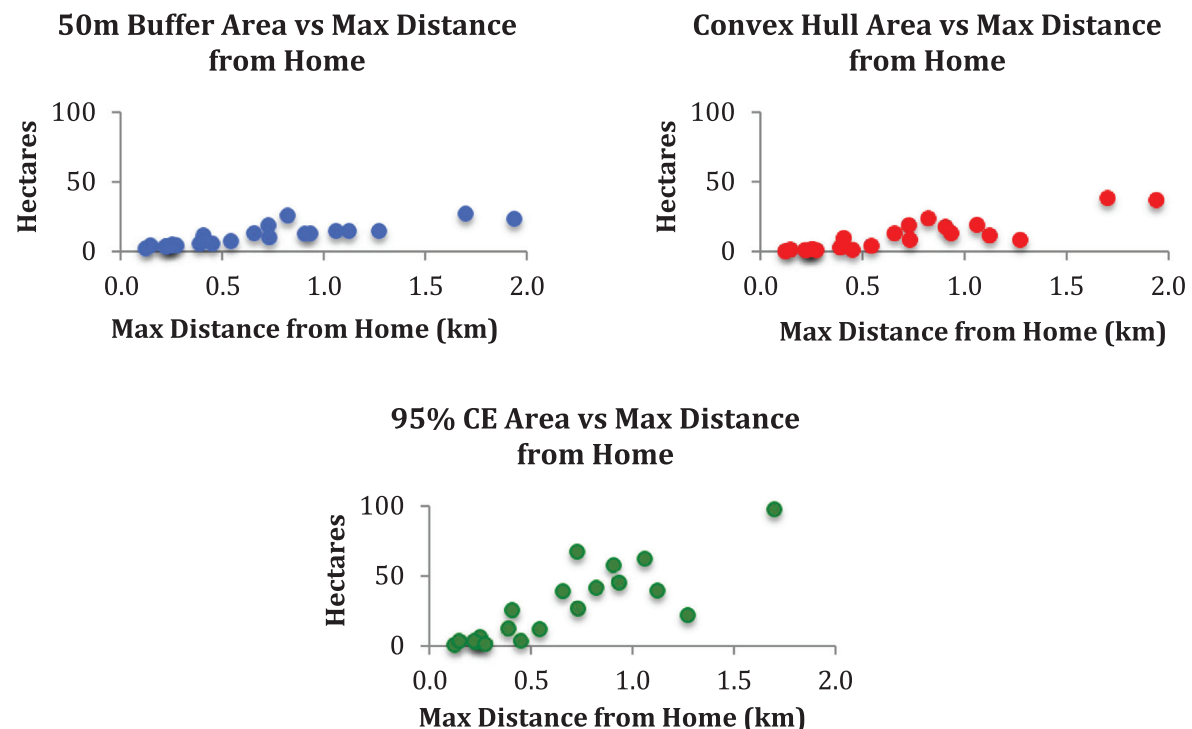 50m Buffer Area vs Max Distance
from Home
Hectares
100
50
0
0.0 0.5 1.0 1.5 2.0
Max Distance from Home (km)
Convex Hull Area vs Max Distance
from Home
Hectares
100
50
0
0.0 0.5 1.0 1.5 2.0
Max Distance from Home (km)
95% CE Area vs Max Distance
from Home
Hectares
100
50
0
0.0 0.5 1.0 1.5 2.0
Max Distance from Home (km)